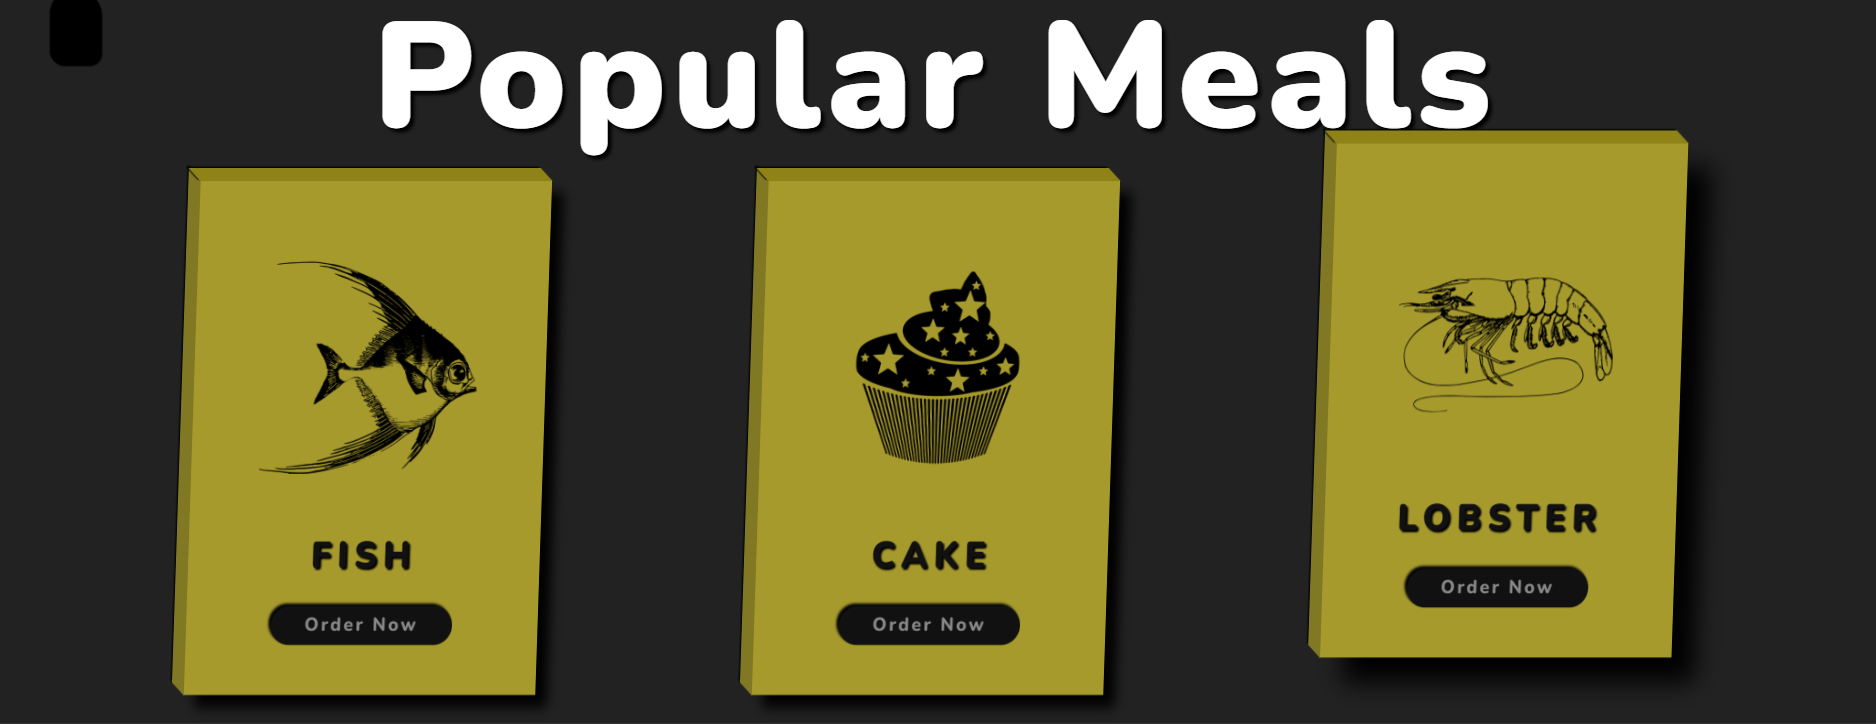 Popular Meals
FISH
Order Now
CAKE
Order Now
LOBSTER
Order Now